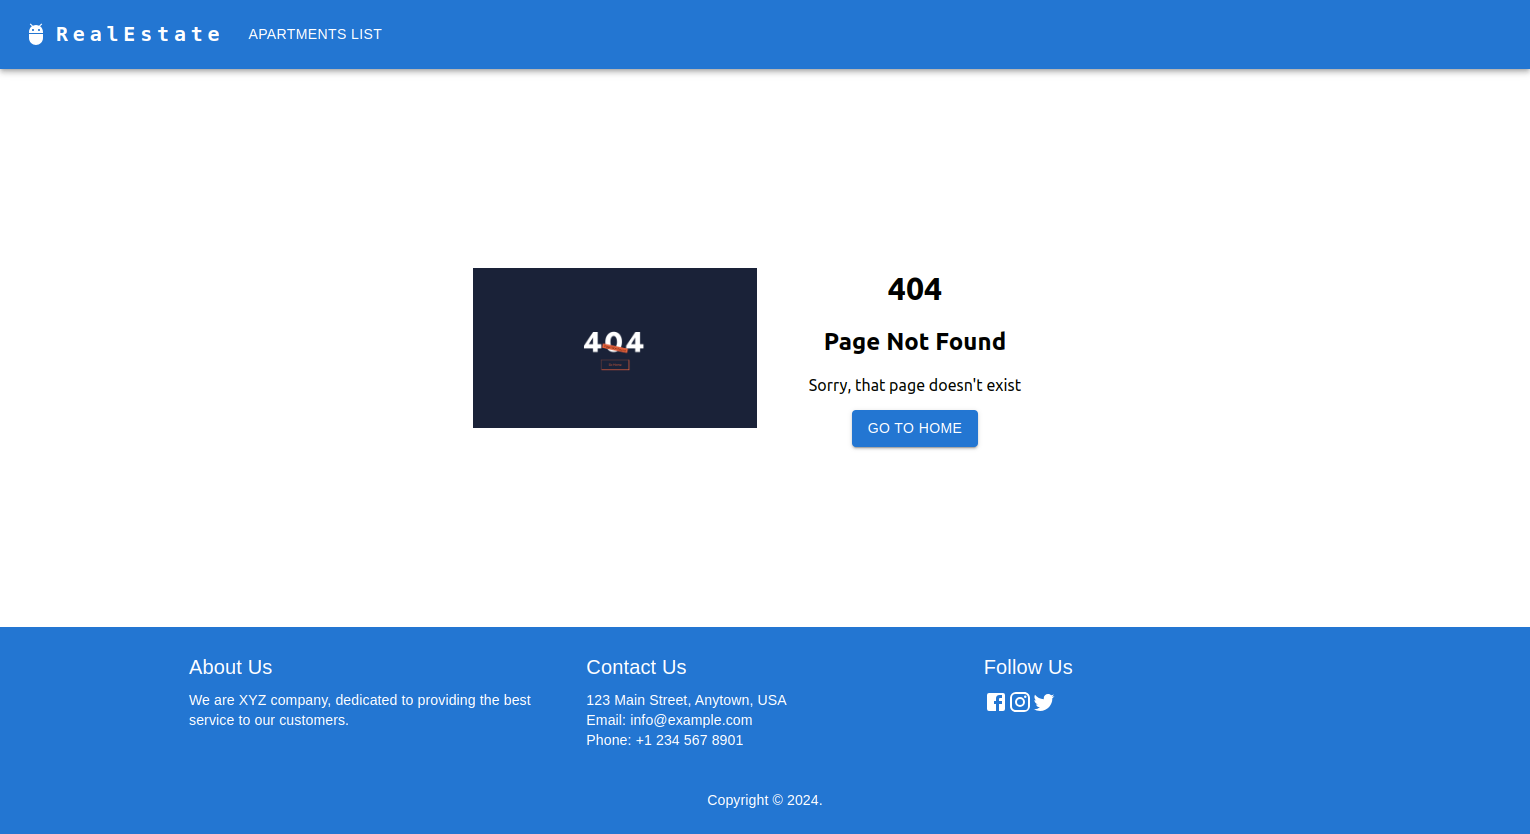 RealEstate
APARTMENTS LIST
404
404
Page Not Found
Sorry, that page doesn't exist
GO TO HOME
About Us
We are XYZ company, dedicated to providing the best
service to our customers.
Contact Us
123 Main Street, Anytown, USA
Email: info@example.com
Phone: +1 234 567 8901
Follow Us
Copyright © 2024.